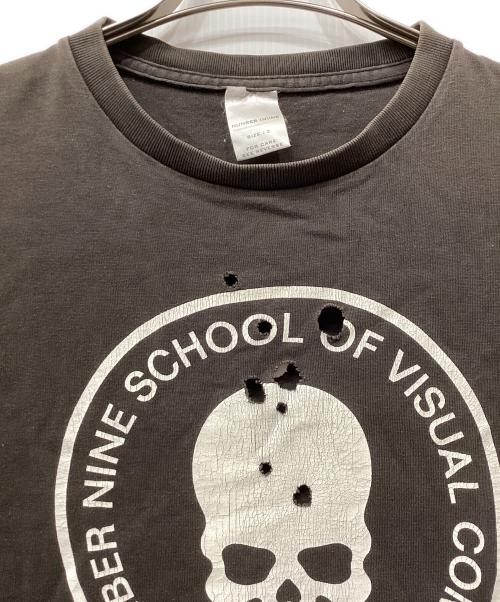 NUMBER (N)INE
SIZE : 2
FOR CARE
SEE REVERSE
BER NINE SCHOOL OF VISUAL CO